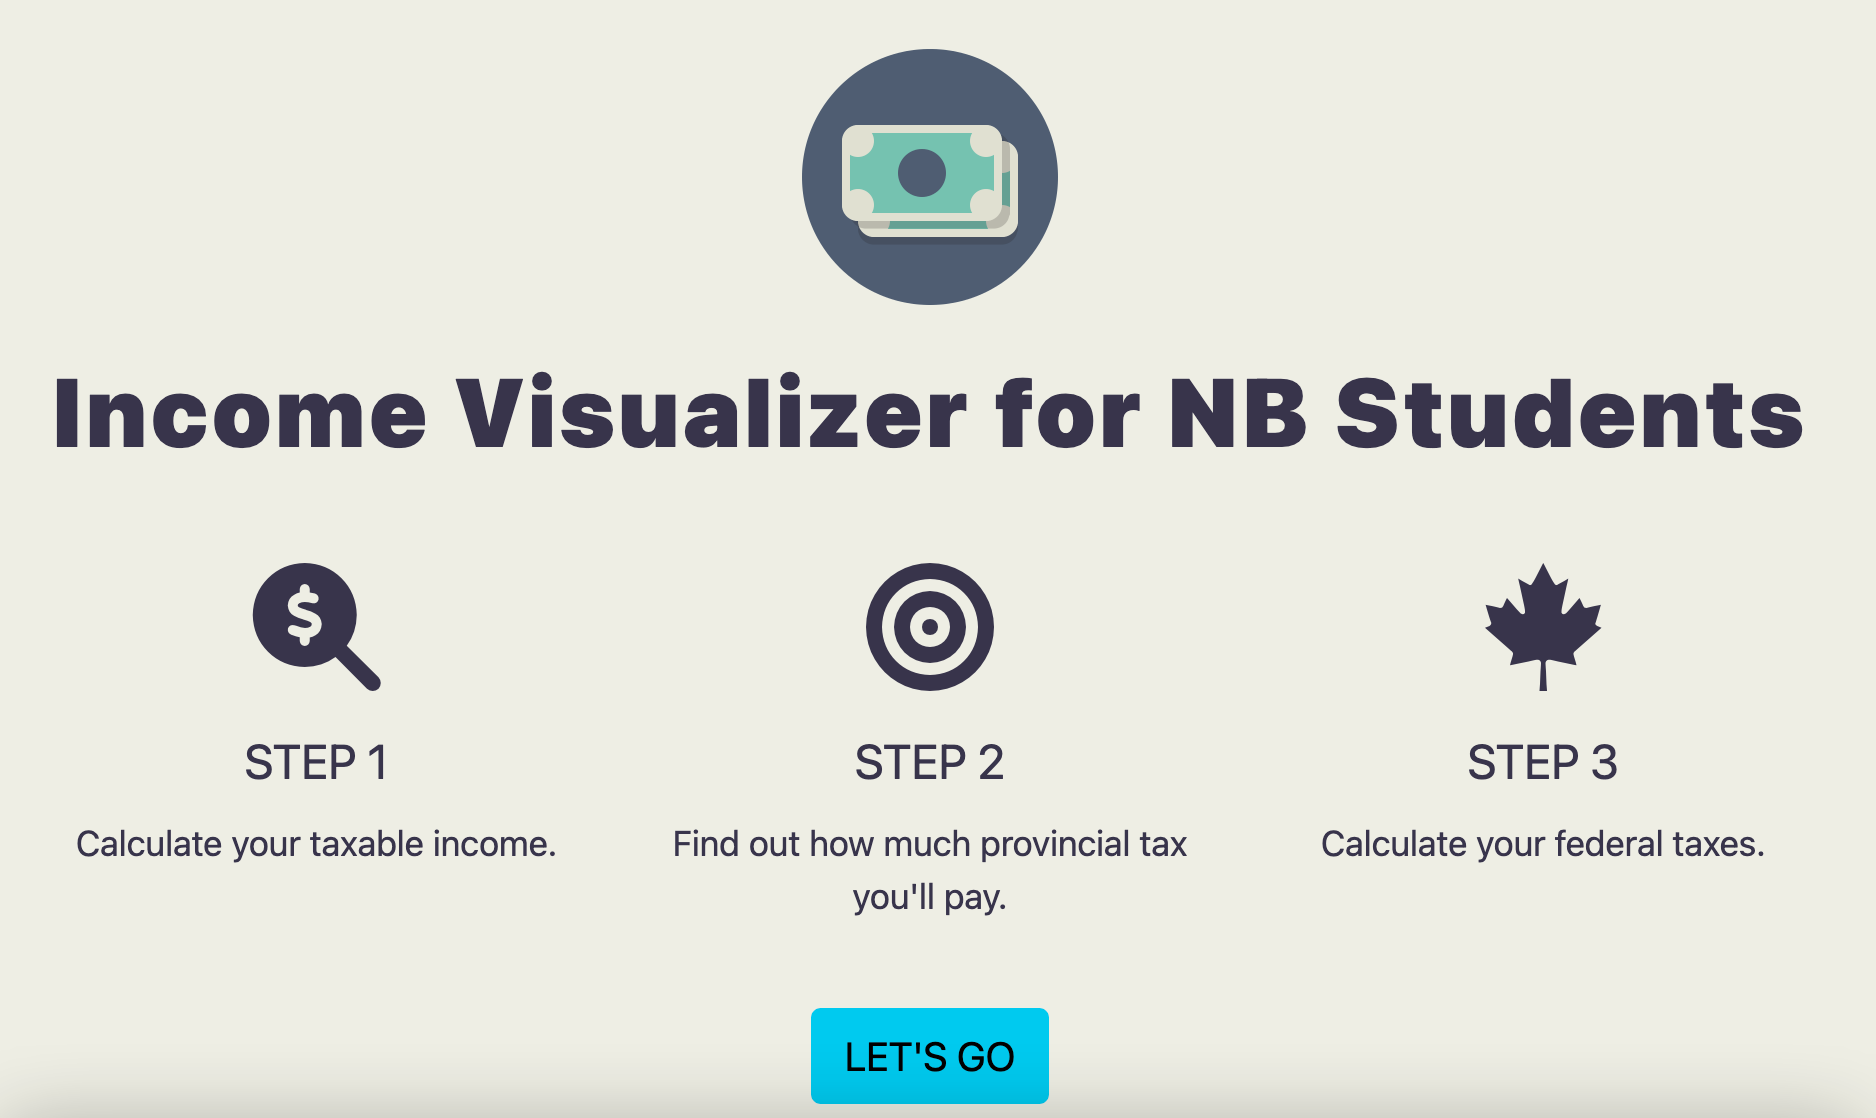 Income Visualizer for NB Students
STEP 1
Calculate your taxable income.
STEP 2
Find out how much provincial tax
you'll pay.
STEP 3
Calculate your federal taxes.
LET'S GO